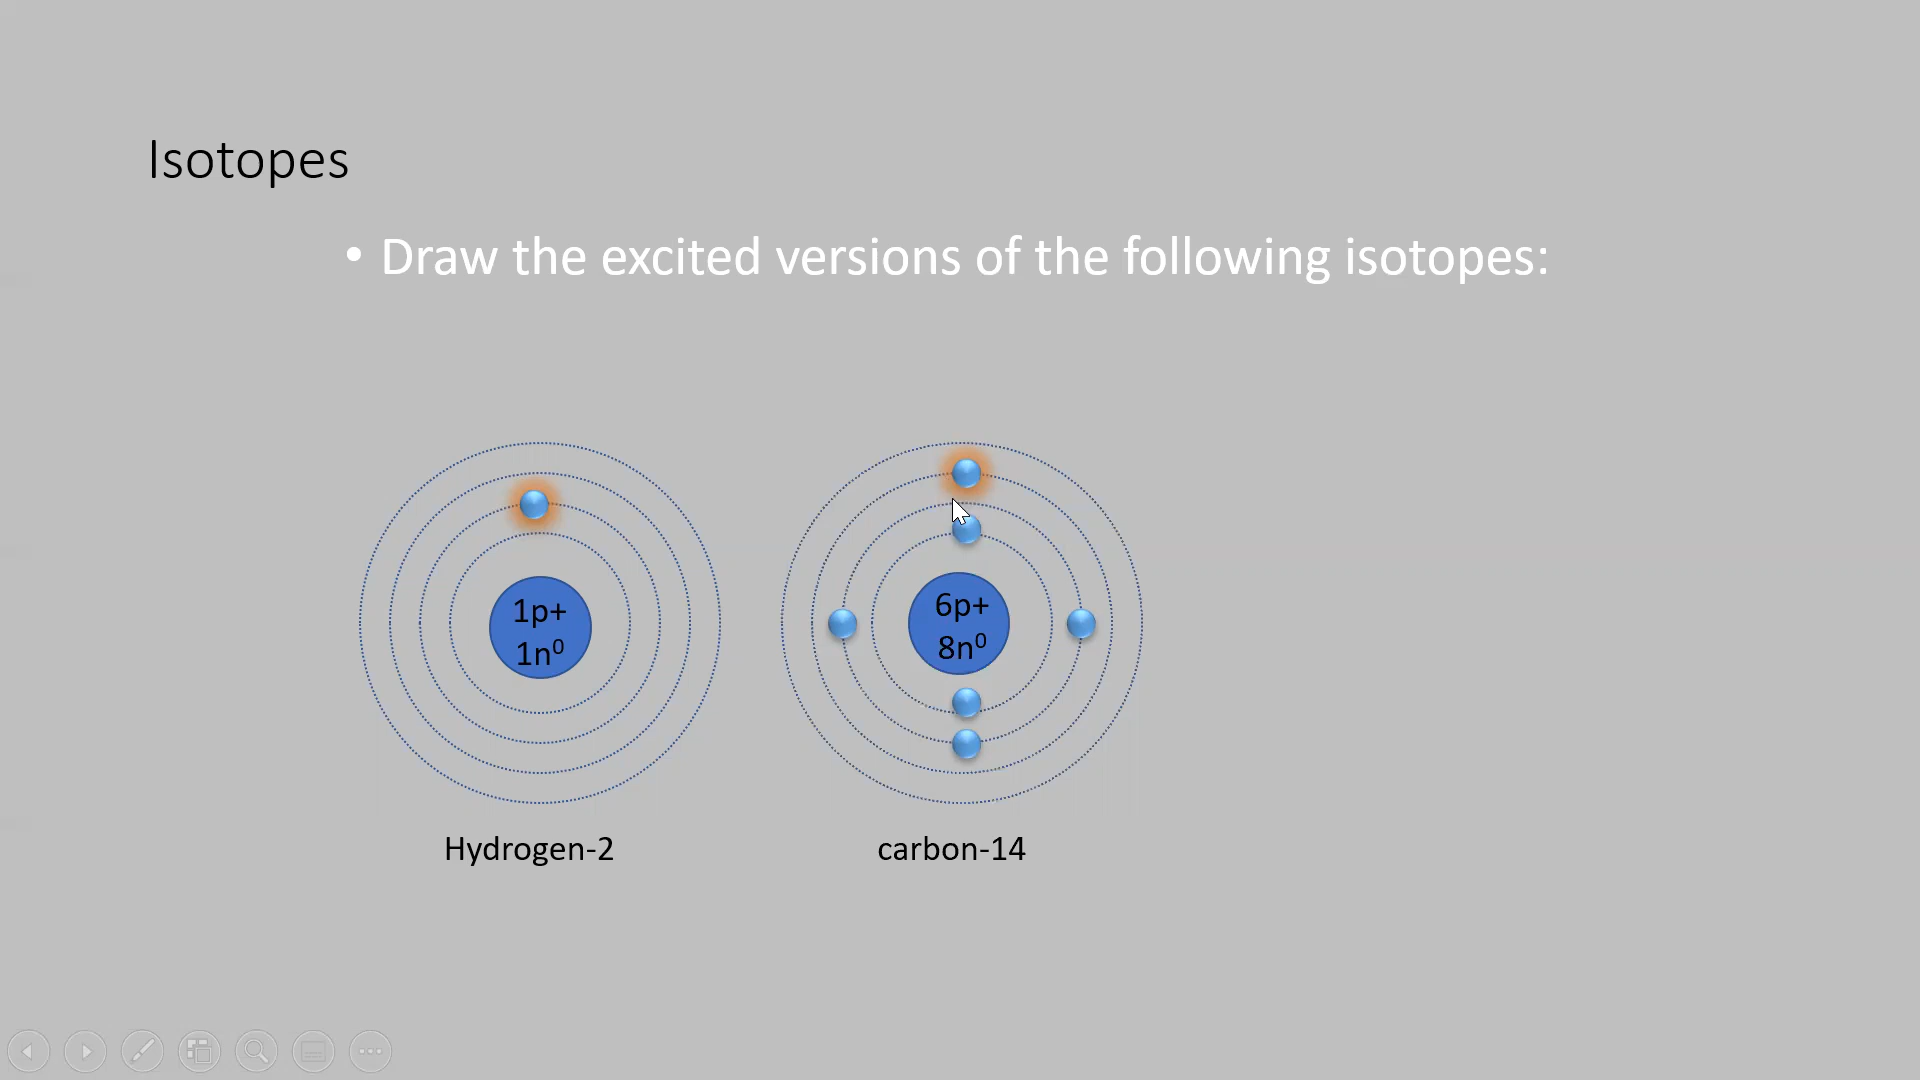 Isotopes
• Draw the excited versions of the following isotopes:
1p+
1n⁰
6p+
8n⁰
Hydrogen-2
carbon-14